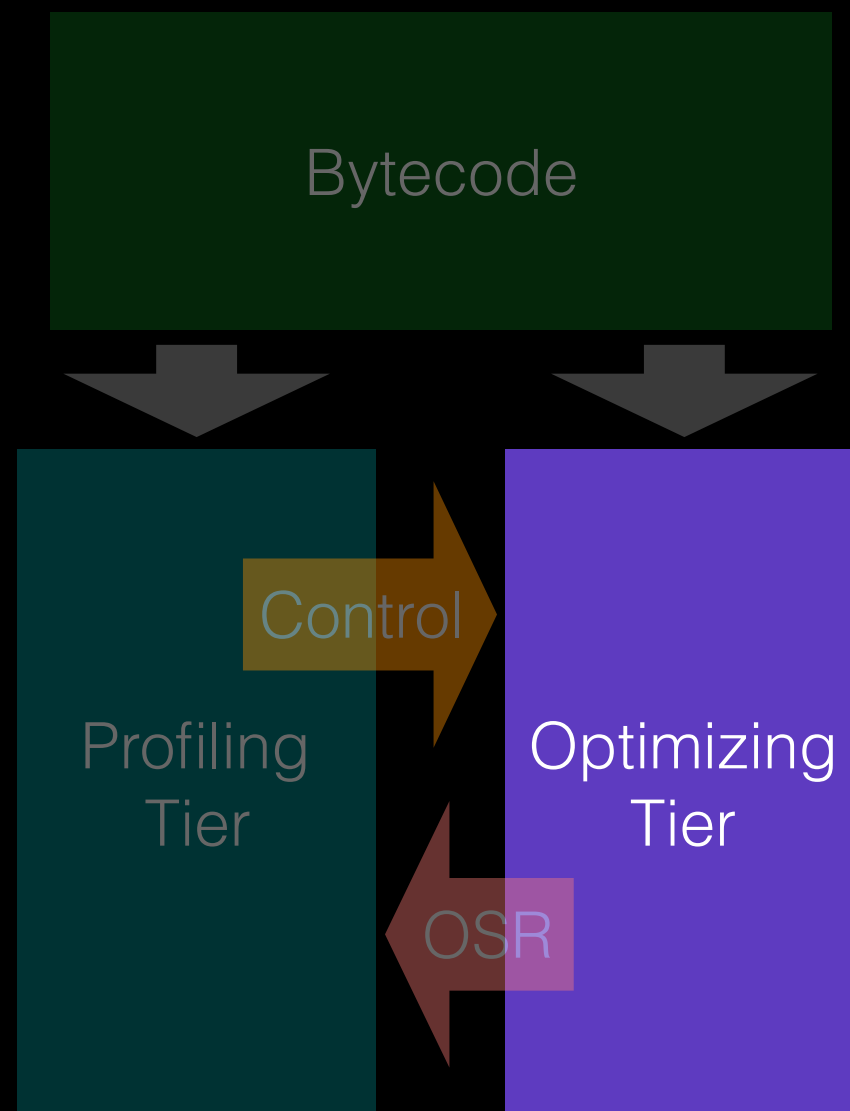 Bytecode
Control
Profiling
Tier
Optimizing
Tier
OSR